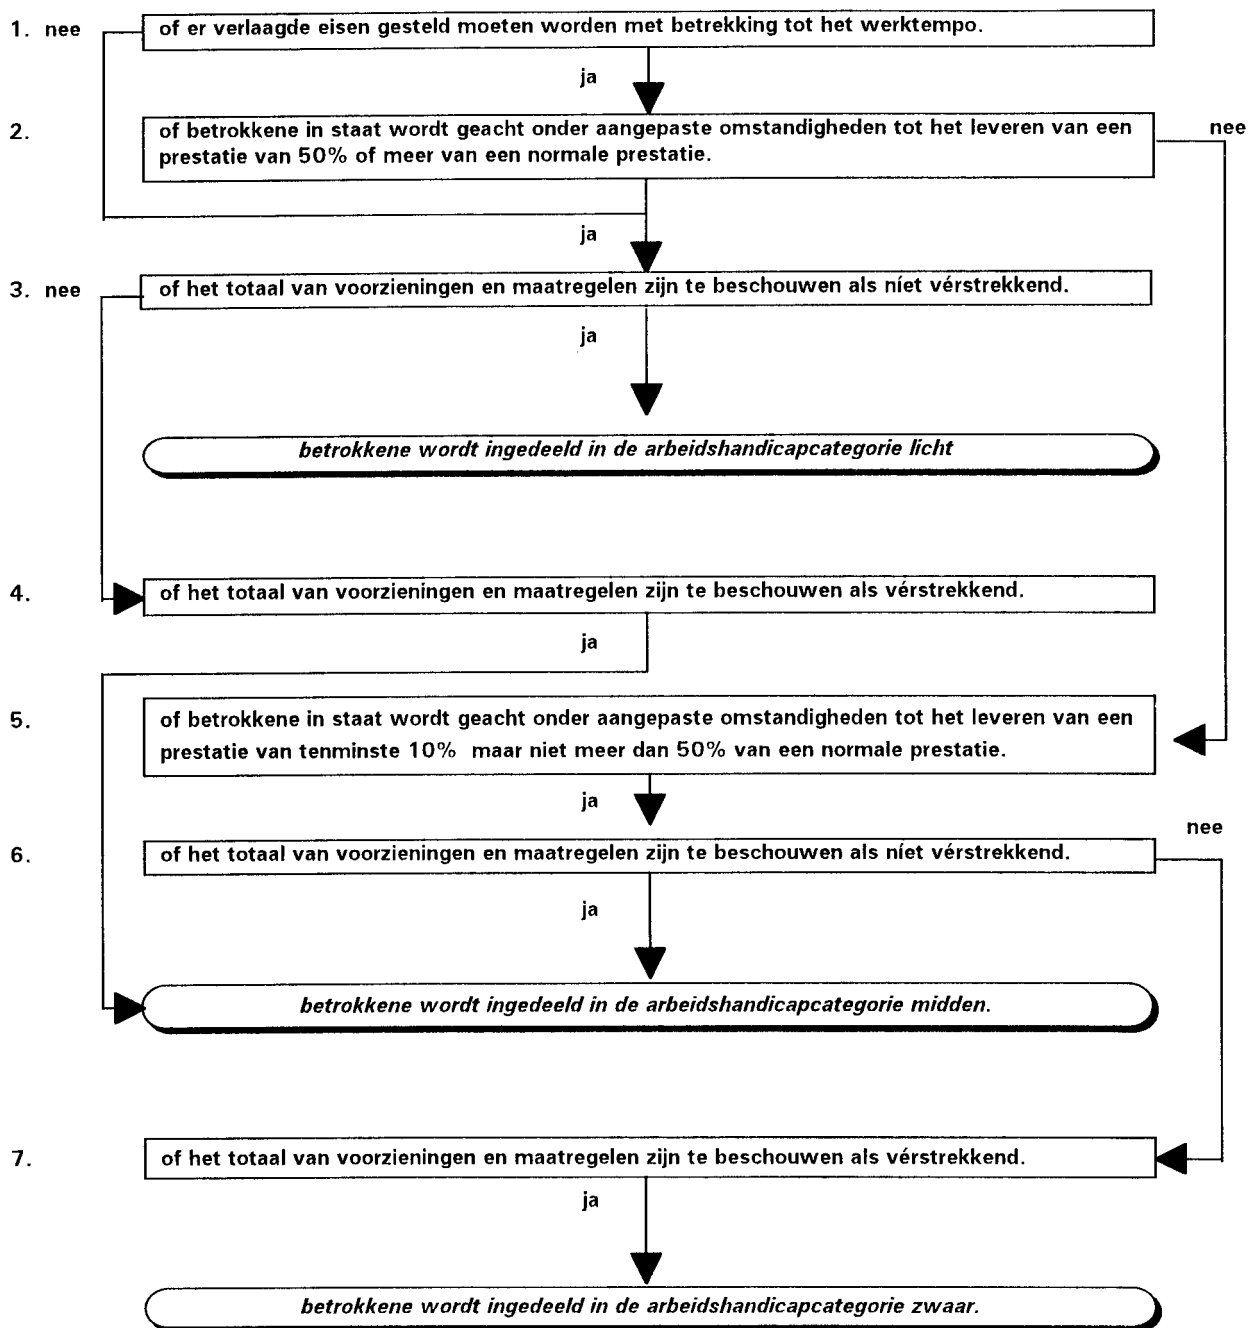 1. nee of er verlaagde eisen gesteld moeten worden met betrekking tot het werktempo.
ja
2. of betrokkene in staat wordt geacht onder aangepaste omstandigheden tot het leveren van een nee
prestatie van 50% of meer van een normale prestatie.
ja
3. nee of het totaal van voorzieningen en maatregelen zijn te beschouwen als níet vérstrekkend.
ja
betrokkene wordt ingedeeld in de arbeidshandicapcategorie licht
4. of het totaal van voorzieningen en maatregelen zijn te beschouwen als vérstrekkend.
ja
5. of betrokkene in staat wordt geacht onder aangepaste omstandigheden tot het leveren van een
prestatie van tenminste 10% maar niet meer dan 50% van een normale prestatie.
ja
nee
6. of het totaal van voorzieningen en maatregelen zijn te beschouwen als níet vérstrekkend.
ja
betrokkene wordt ingedeeld in de arbeidshandicapcategorie midden.
7. of het totaal van voorzieningen en maatregelen zijn te beschouwen als vérstrekkend.
ja
betrokkene wordt ingedeeld in de arbeidshandicapcategorie zwaar.